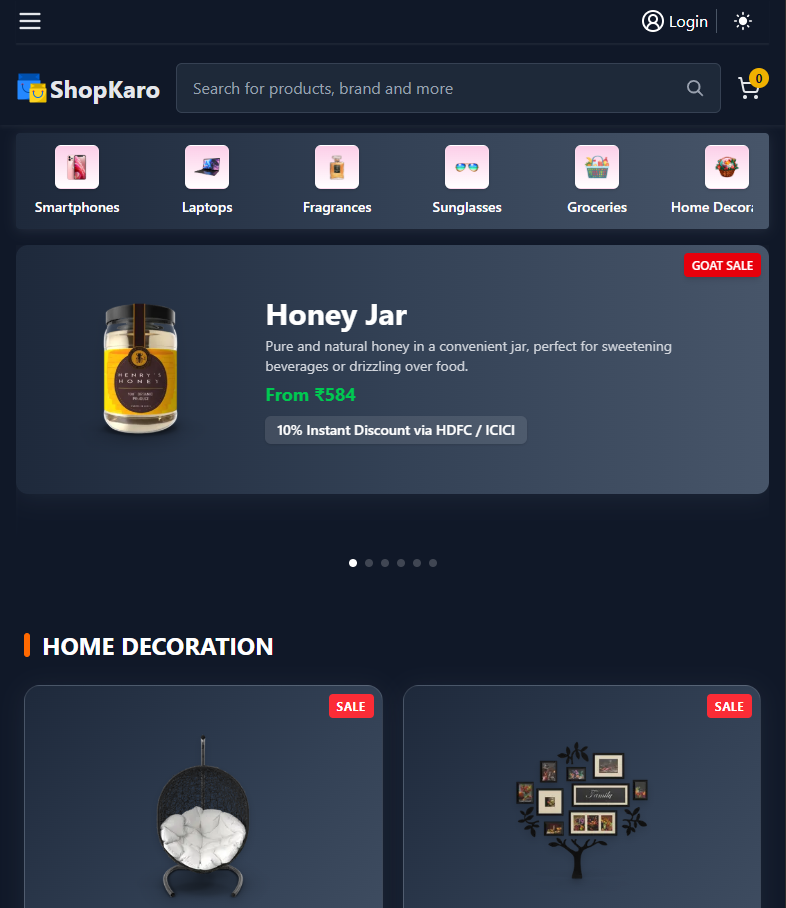 Login
ShopKaro
Search for products, brand and more
0
Smartphones
Laptops
Fragrances
Sunglasses
Groceries
Home Decora
GOAT SALE
Honey Jar
Pure and natural honey in a convenient jar, perfect for sweetening
beverages or drizzling over food.
From ₹584
10% Instant Discount via HDFC / ICICI
HENRY'S
HONEY
HOME DECORATION
SALE
SALE
Family